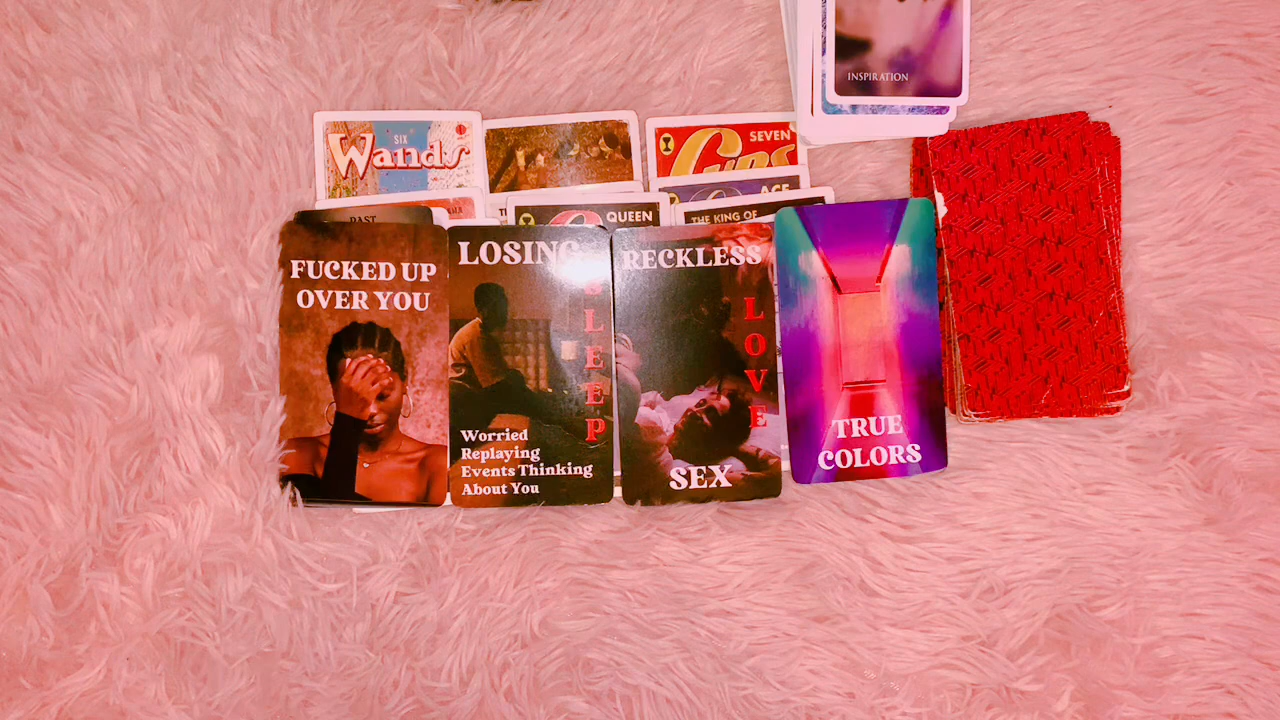 INSPIRATION
SIX
Wands
SEVEN
Cups
ACE
QUEEN
THE KING OF
PAST
FUCKED UP
OVER YOU
LOSING
SLEEP
Worried
Replaying
Events Thinking
About You
RECKLESS
LOVE
SEX
TRUE
COLORS